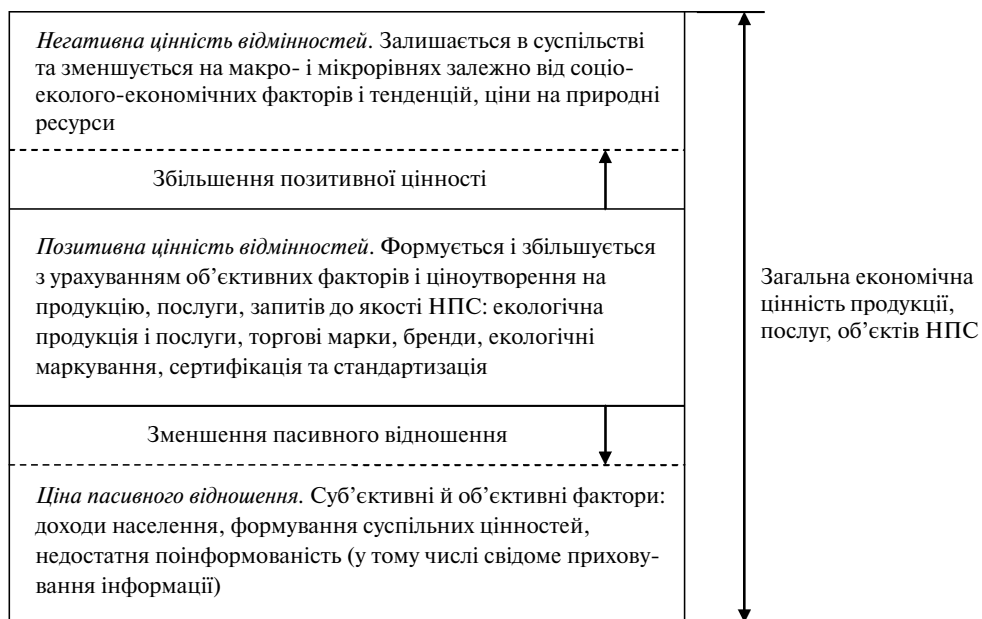 Негативна цінність відмінностей. Залишається в суспільстві
та зменшується на макро- і мікрорівнях залежно від соціо-
еколого-економічних факторів і тенденцій, ціни на природні
ресурси
Збільшення позитивної цінності
Позитивна цінність відмінностей. Формується і збільшується
з урахуванням об’єктивних факторів і ціноутворення на
продукцію, послуги, запитів до якості НПС: екологічна
продукція і послуги, торгові марки, бренди, екологічні
маркування, сертифікація та стандартизація
Зменшення пасивного відношення
Ціна пасивного відношення. Суб’єктивні й об’єктивні фактори:
доходи населення, формування суспільних цінностей,
недостатня поінформованість (у тому числі свідоме прихову-
вання інформації)
Загальна економічна
цінність продукції,
послуг, об’єктів НПС